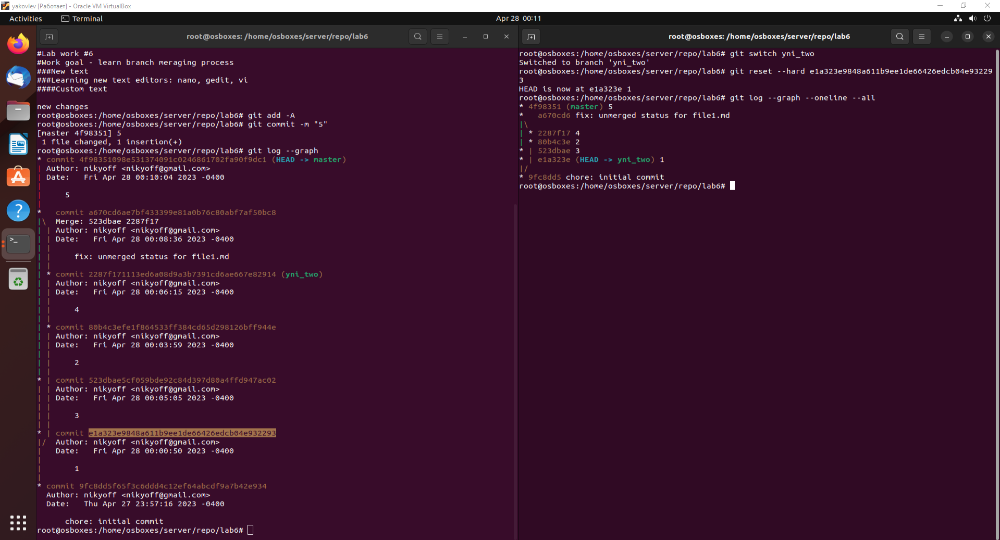 yakovlev [Работает] - Oracle VM VirtualBox
Activities
Terminal
Apr 28 00:11
root@osboxes: /home/osboxes/server/repo/lab6
#Lab work #6
#Work goal - learn branch meraging process
###New text
###Learning new text editors: nano, gedit, vi
####Custom text
new changes
root@osboxes:/home/osboxes/server/repo/lab6# git add -A
root@osboxes:/home/osboxes/server/repo/lab6# git commit -m "5"
[master 4f98351] 5
 1 file changed, 1 insertion(+)
root@osboxes:/home/osboxes/server/repo/lab6# git log --graph
* commit 4f98351098e531374091c0246861702fa90f9dc1 (HEAD -> master)
| Author: nikyoff <nikyoff@gmail.com>
| Date:   Fri Apr 28 00:10:04 2023 -0400
|
|     5
|
*   commit a670cd6ae7bf433399e81a0b76c80abf7af50bc8
|\  Merge: 523dbae 2287f17
| | Author: nikyoff <nikyoff@gmail.com>
| | Date:   Fri Apr 28 00:08:36 2023 -0400
| |
| |     fix: unmerged status for file1.md
| |
| * commit 2287f171113ed6a08d9a3b7391cd6ae667e82914 (yni_two)
| | Author: nikyoff <nikyoff@gmail.com>
| | Date:   Fri Apr 28 00:06:15 2023 -0400
| |
| |     4
| |
| * commit 80b4c3efe1f864533ff384cd65d298126bff944e
| | Author: nikyoff <nikyoff@gmail.com>
| | Date:   Fri Apr 28 00:03:59 2023 -0400
| |
| |     2
| |
* | commit 523dbae5cf059bde92c84d397d80a4ffd947ac02
| | Author: nikyoff <nikyoff@gmail.com>
| | Date:   Fri Apr 28 00:05:05 2023 -0400
| |
| |     3
| |
* | commit e1a323e9848a611b9ee1de66426edcb04e932293
|/  Author: nikyoff <nikyoff@gmail.com>
|   Date:   Fri Apr 28 00:00:50 2023 -0400
|
|       1
|
* commit 9fc8dd5f65f3c6ddd4c12ef64abcdf9a7b42e934
  Author: nikyoff <nikyoff@gmail.com>
  Date:   Thu Apr 27 23:57:16 2023 -0400
      chore: initial commit
root@osboxes:/home/osboxes/server/repo/lab6#
root@osboxes: /home/osboxes/server/repo/lab6
root@osboxes:/home/osboxes/server/repo/lab6# git switch yni_two
Switched to branch 'yni_two'
root@osboxes:/home/osboxes/server/repo/lab6# git reset --hard e1a323e9848a611b9ee1de66426edcb04e93229
3
HEAD is now at e1a323e 1
root@osboxes:/home/osboxes/server/repo/lab6# git log --graph --oneline --all
* 4f98351 (master) 5
*   a670cd6 fix: unmerged status for file1.md
|\
| * 2287f17 4
| * 80b4c3e 2
* | 523dbae 3
* | e1a323e (HEAD -> yni_two) 1
|/
* 9fc8dd5 chore: initial commit
root@osboxes:/home/osboxes/server/repo/lab6#